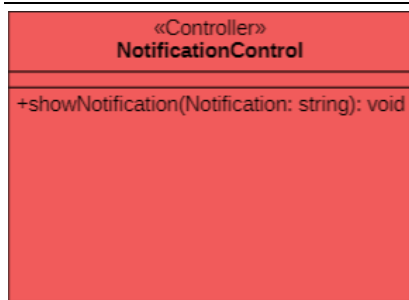 «Controller»
NotificationControl
+showNotification(Notification: string): void